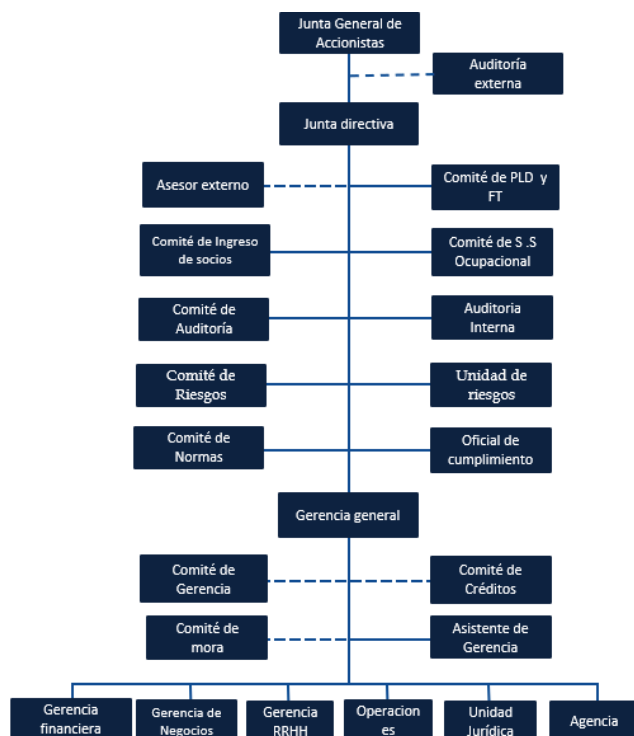 Junta General de
Accionistas
Auditoría
externa
Junta directiva
Asesor externo
Comité de PLD y
FT
Comité de Ingreso
de socios
Comité de S .S
Ocupacional
Comité de
Auditoría
Auditoria
Interna
Comité de
Riesgos
Unidad de
riesgos
Comité de
Normas
Oficial de
cumplimiento
Gerencia general
Comité de
Gerencia
Comité de
Créditos
Comité de
mora
Asistente de
Gerencia
Gerencia
financiera
Gerencia de
Negocios
Gerencia
RRHH
Operacion
es
Unidad
Jurídica
Agencia